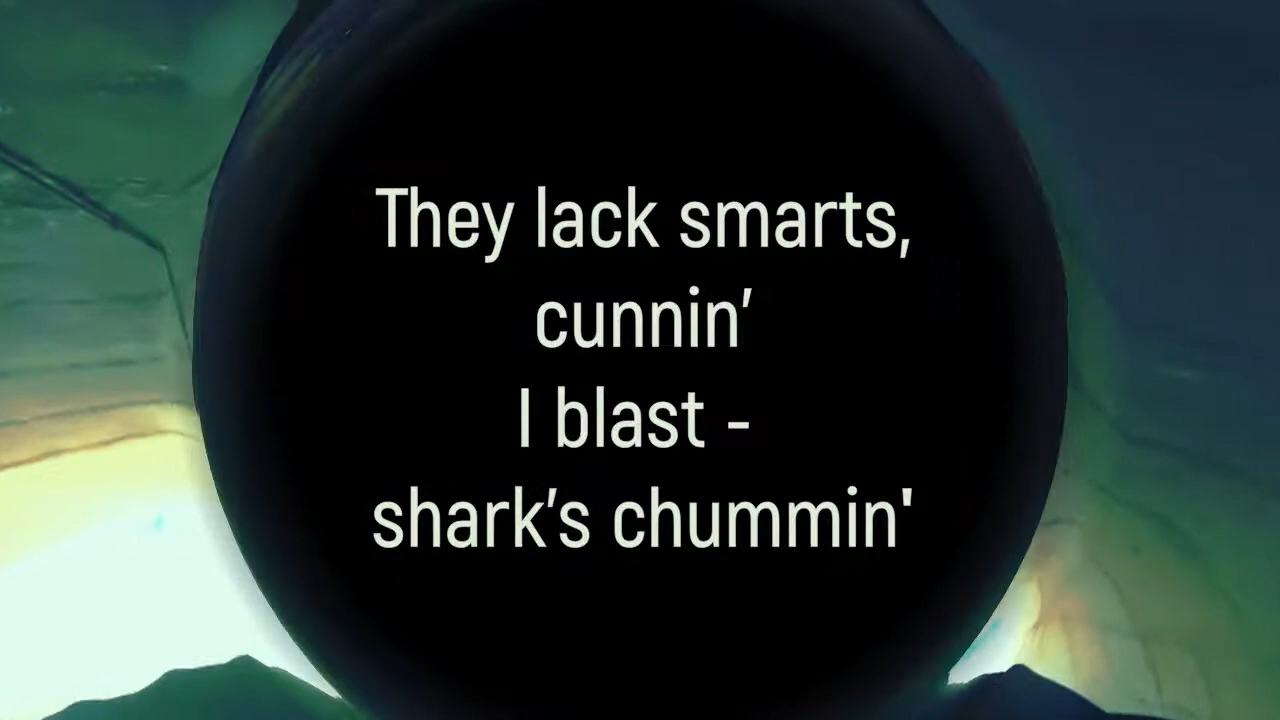 They lack smarts,
cunnin’
I blast -
shark’s chummin'